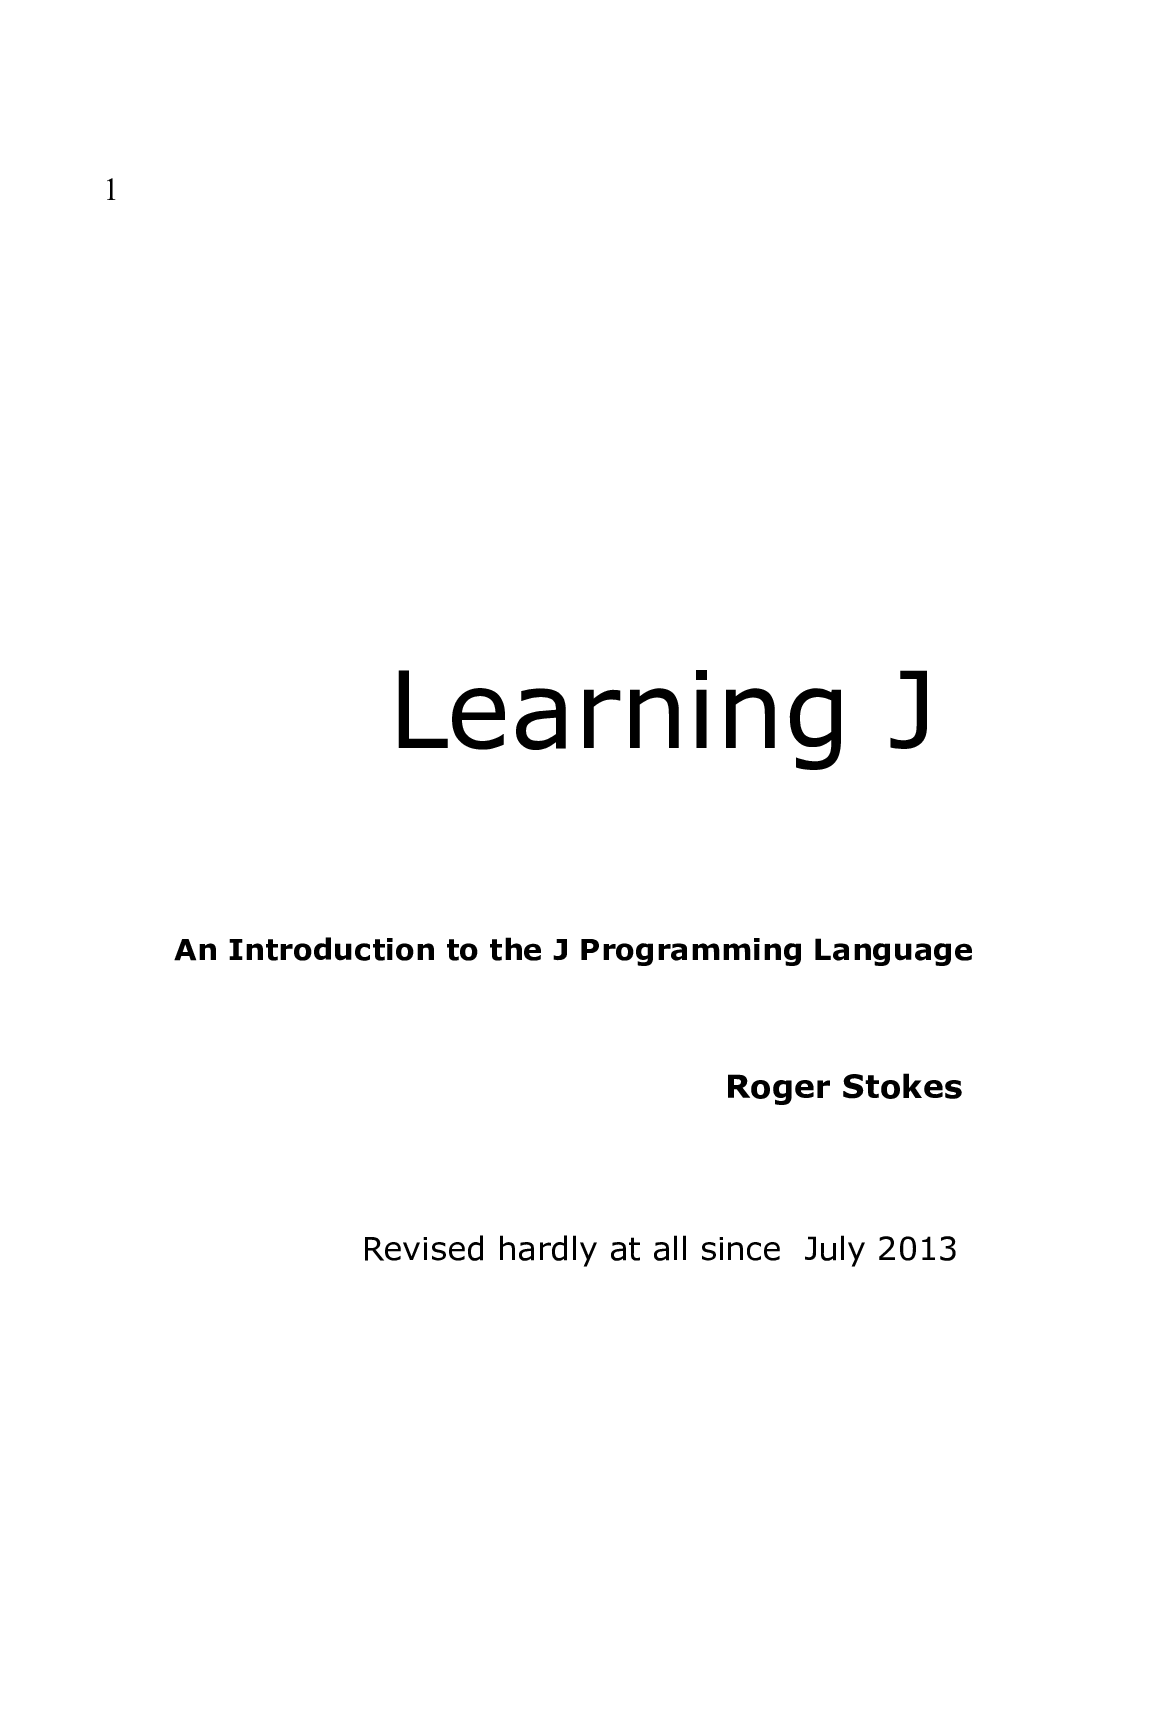 1
Learning J
An Introduction to the J Programming Language
Roger Stokes
Revised hardly at all since  July 2013